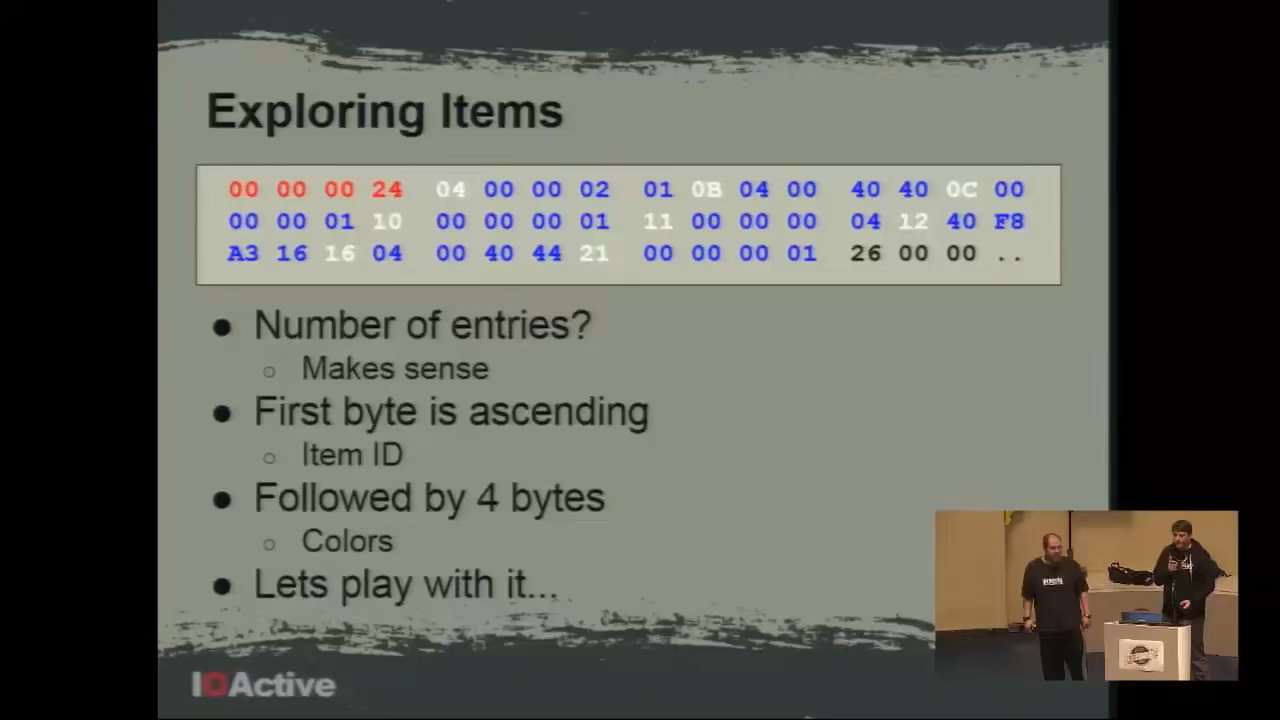 Exploring Items
00 00 00 24 04 00 00 02 01 0B 04 00 40 40 0C 00
00 00 01 10 00 00 00 01 11 00 00 00 04 12 40 F8
A3 16 16 04 00 40 44 21 00 00 00 01 26 00 00 ..
Number of entries?
Makes sense
First byte is ascending
Item ID
Followed by 4 bytes
Colors
Lets play with it...
IOActive